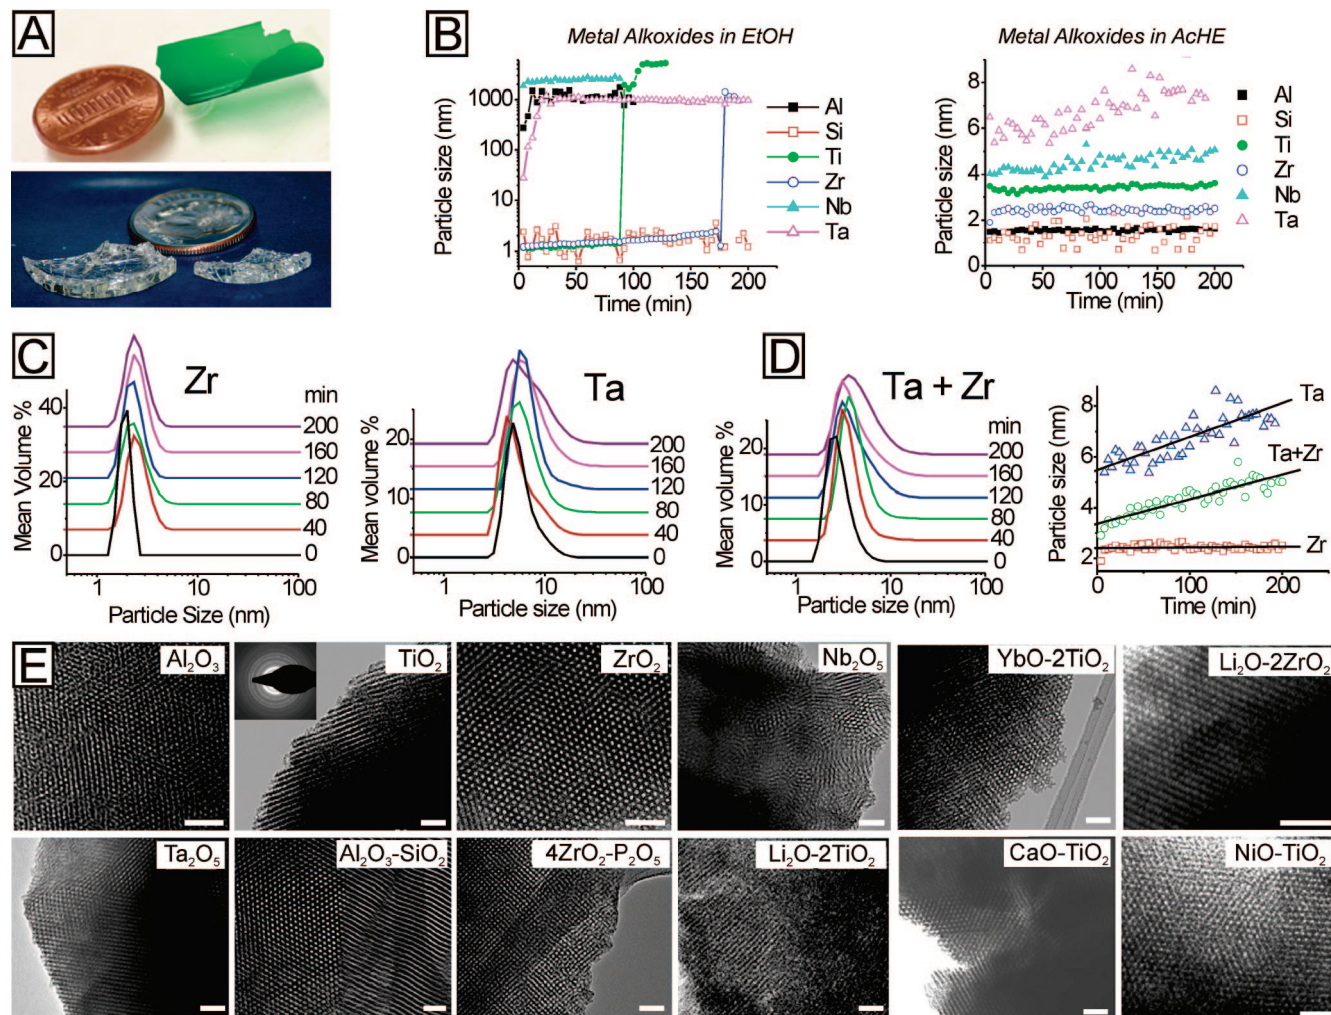 A
B
Metal Alkoxides in EtOH
Metal Alkoxides in AcHE
Particle size (nm)
1000
100
10
1
0 50 100 150 200
Time (min)
Al
Si
Ti
Zr
Nb
Ta
Particle size (nm)
8
6
4
2
0
0 50 100 150 200
Time (min)
Al
Si
Ti
Zr
Nb
Ta
C
Zr
min
Mean Volume %
40
20
0
200
160
120
80
40
0
1 10 100
Particle Size (nm)
Ta
Mean volume %
20
10
0
200
160
120
80
40
0
1 10 100
Particle size (nm)
D
Ta + Zr
min
Mean volume %
20
10
0
200
160
120
80
40
0
1 10 100
Particle size (nm)
Particle size (nm)
8
6
4
2
Ta
Ta+Zr
Zr
0 100 200
Time (min)
E
Al₂O₃
TiO₂
ZrO₂
Nb₂O₅
YbO-2TiO₂
Li₂O-2ZrO₂
Ta₂O₅
Al₂O₃-SiO₂
4ZrO₂-P₂O₅
Li₂O-2TiO₂
CaO-TiO₂
NiO-TiO₂